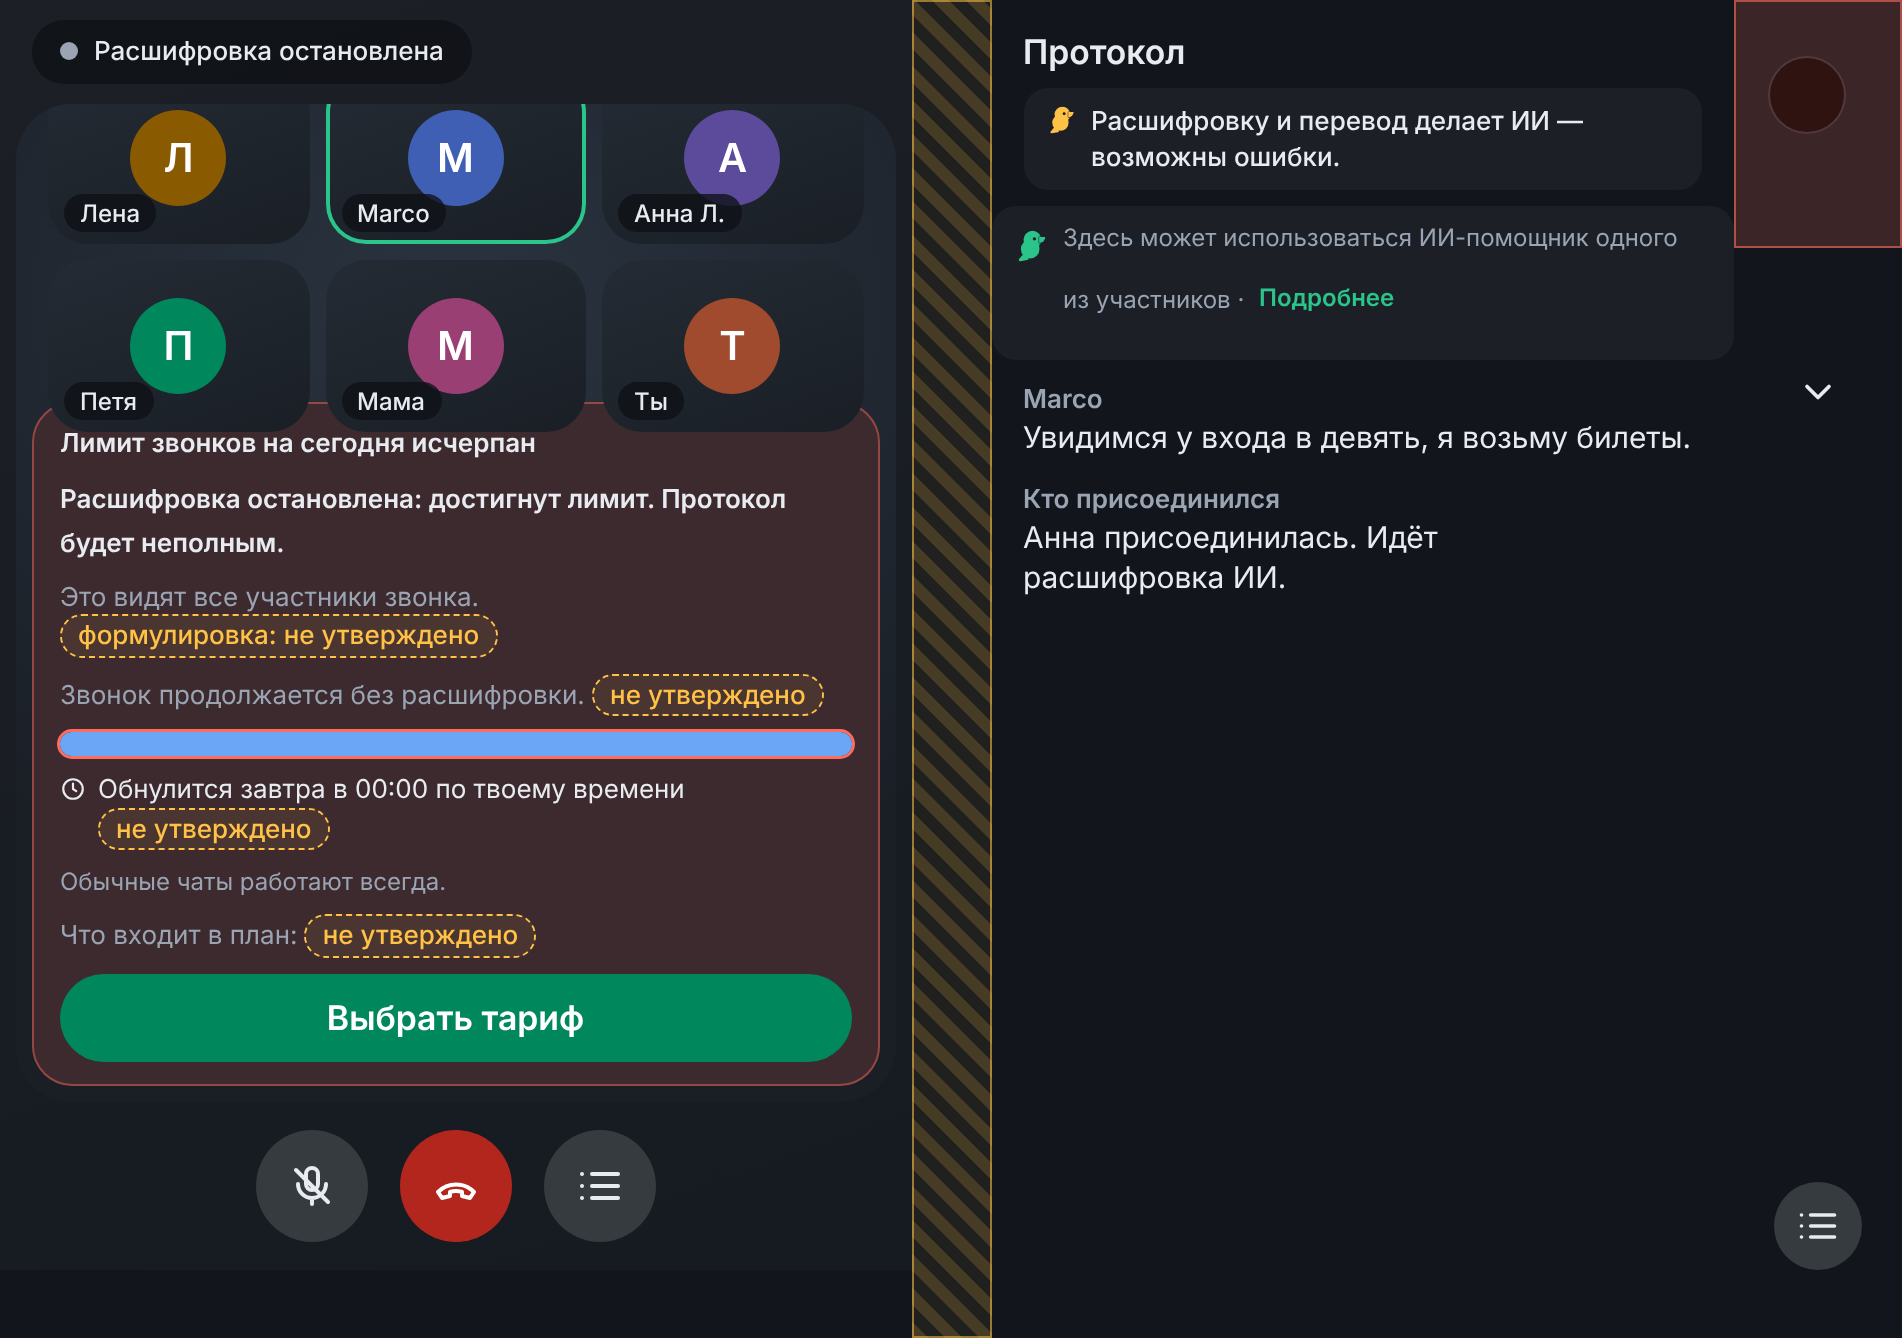 Расшифровка остановлена
Л
Лена
М
Marco
А
Анна Л.
П
Петя
М
Мама
Т
Ты
Лимит звонков на сегодня исчерпан
Расшифровка остановлена: достигнут лимит. Протокол
будет неполным.
Это видят все участники звонка.
формулировка: не утверждено
Звонок продолжается без расшифровки. не утверждено
Обнулится завтра в 00:00 по твоему времени
не утверждено
Обычные чаты работают всегда.
Что входит в план: не утверждено
Выбрать тариф
Протокол
Расшифровку и перевод делает ИИ —
возможны ошибки.
Здесь может использоваться ИИ-помощник одного
из участников · Подробнее
Marco
Увидимся у входа в девять, я возьму билеты.
Кто присоединился
Анна присоединилась. Идёт
расшифровка ИИ.